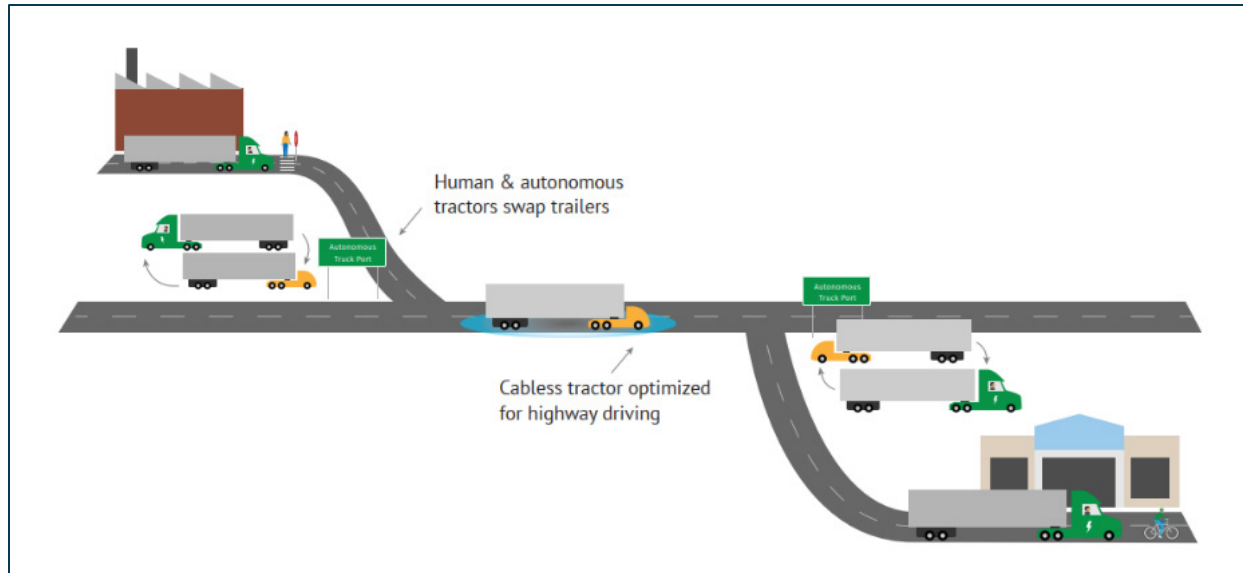 Human & autonomous
tractors swap trailers
Autonomous
Truck Port
Autonomous
Truck Port
Cabless tractor optimized
for highway driving